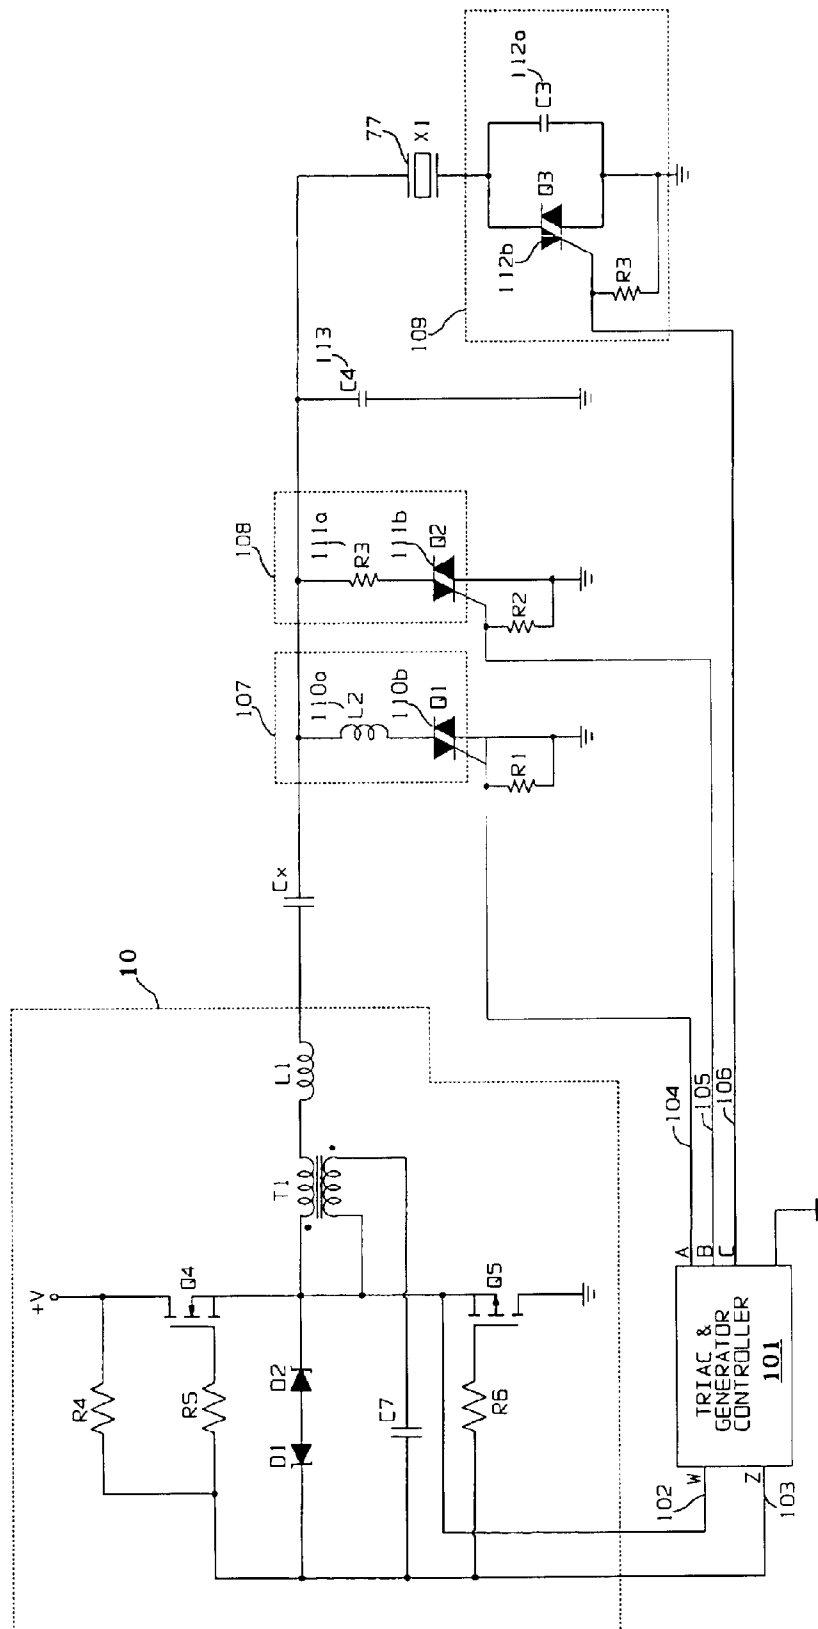 10
+V
R4
R5
Q4
D1
D2
T1
L1
Cx
C7
R6
Q5
107
110a
L2
110b
Q1
R1
108
111a
R3
111b
Q2
R2
113
C4
77
X1
109
112a
C3
112b
Q3
R3
104
105
106
A
B
C
TRIAC &
GENERATOR
CONTROLLER
101
W
102
Z
103